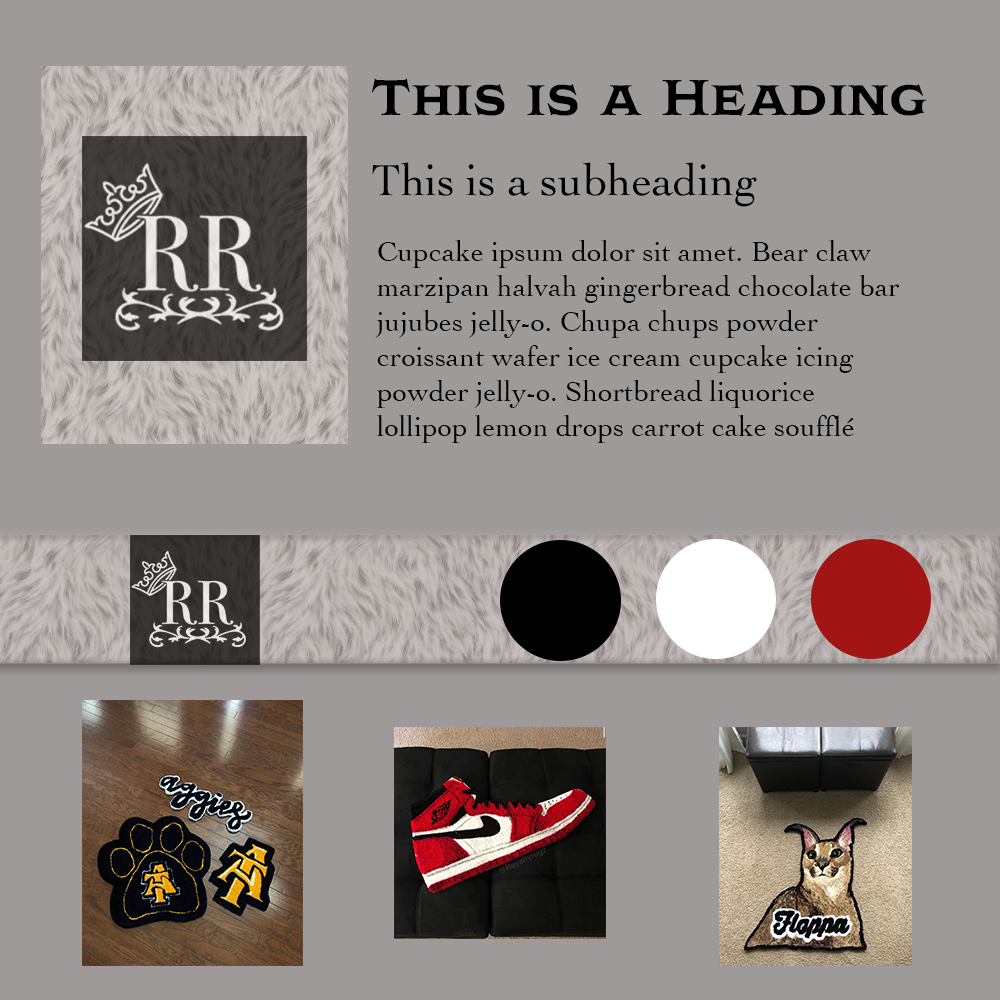 This is a Heading
This is a subheading
RR
Cupcake ipsum dolor sit amet. Bear claw
marzipan halvah gingerbread chocolate bar
jujubes jelly-o. Chupa chups powder
croissant wafer ice cream cupcake icing
powder jelly-o. Shortbread liquorice
lollipop lemon drops carrot cake soufflé
RR
aggies
AT
AT
Royaltyrugs
Floppa